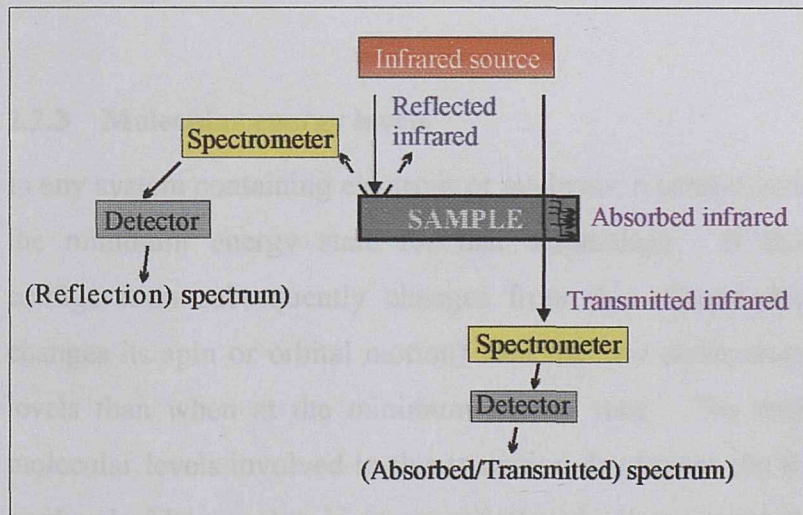 Infrared source
Reflected
infrared
Spectrometer
Detector
(Reflection) spectrum)
SAMPLE
Absorbed infrared
Transmitted infrared
Spectrometer
Detector
(Absorbed/Transmitted) spectrum)